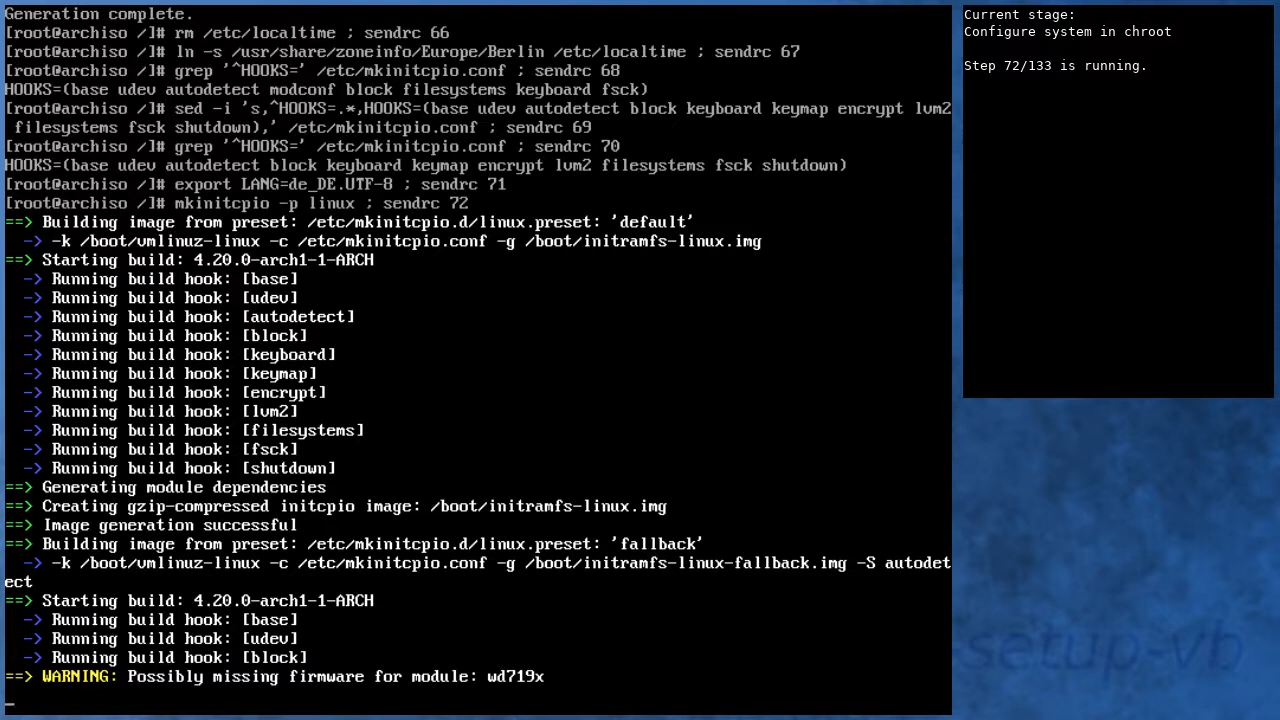 Generation complete.
[root@archiso /]# rm /etc/localtime ; sendrc 66
[root@archiso /]# ln -s /usr/share/zoneinfo/Europe/Berlin /etc/localtime ; sendrc 67
[root@archiso /]# grep '^HOOKS=' /etc/mkinitcpio.conf ; sendrc 68
HOOKS=(base udev autodetect modconf block filesystems keyboard fsck)
[root@archiso /]# sed -i 's,^HOOKS=.*,HOOKS=(base udev autodetect block keyboard keymap encrypt lvm2
 filesystems fsck shutdown),' /etc/mkinitcpio.conf ; sendrc 69
[root@archiso /]# grep '^HOOKS=' /etc/mkinitcpio.conf ; sendrc 70
HOOKS=(base udev autodetect block keyboard keymap encrypt lvm2 filesystems fsck shutdown)
[root@archiso /]# export LANG=de_DE.UTF-8 ; sendrc 71
[root@archiso /]# mkinitcpio -p linux ; sendrc 72
==> Building image from preset: /etc/mkinitcpio.d/linux.preset: 'default'
  -> -k /boot/vmlinuz-linux -c /etc/mkinitcpio.conf -g /boot/initramfs-linux.img
==> Starting build: 4.20.0-arch1-1-ARCH
  -> Running build hook: [base]
  -> Running build hook: [udev]
  -> Running build hook: [autodetect]
  -> Running build hook: [block]
  -> Running build hook: [keyboard]
  -> Running build hook: [keymap]
  -> Running build hook: [encrypt]
  -> Running build hook: [lvm2]
  -> Running build hook: [filesystems]
  -> Running build hook: [fsck]
  -> Running build hook: [shutdown]
==> Generating module dependencies
==> Creating gzip-compressed initcpio image: /boot/initramfs-linux.img
==> Image generation successful
==> Building image from preset: /etc/mkinitcpio.d/linux.preset: 'fallback'
  -> -k /boot/vmlinuz-linux -c /etc/mkinitcpio.conf -g /boot/initramfs-linux-fallback.img -S autodet
ect
==> Starting build: 4.20.0-arch1-1-ARCH
  -> Running build hook: [base]
  -> Running build hook: [udev]
  -> Running build hook: [block]
==> WARNING: Possibly missing firmware for module: wd719x
_
Current stage:
Configure system in chroot
Step 72/133 is running.
setup-vb